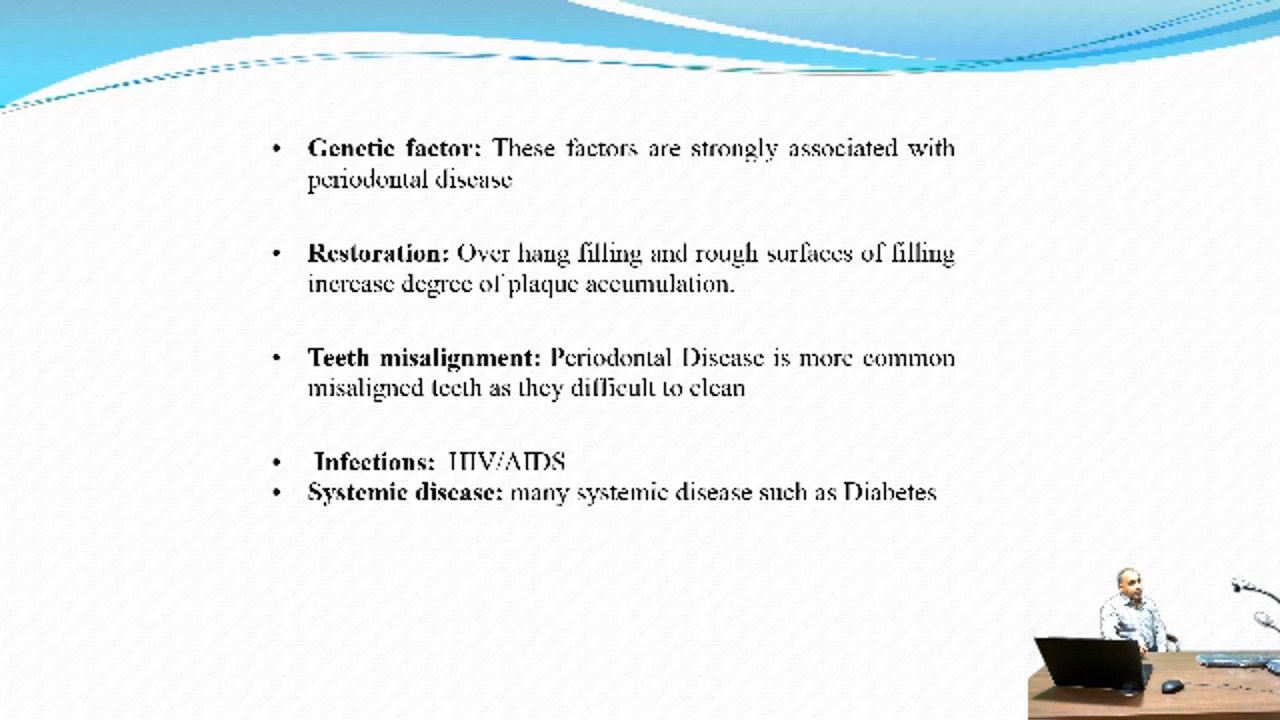 • Genetic factor: These factors are strongly associated with
periodontal disease
• Restoration: Over hang filling and rough surfaces of filling
increase degree of plaque accumulation.
• Teeth misalignment: Periodontal Disease is more common
misaligned teeth as they difficult to clean
• Infections: HIV/AIDS
• Systemic disease: many systemic disease such as Diabetes